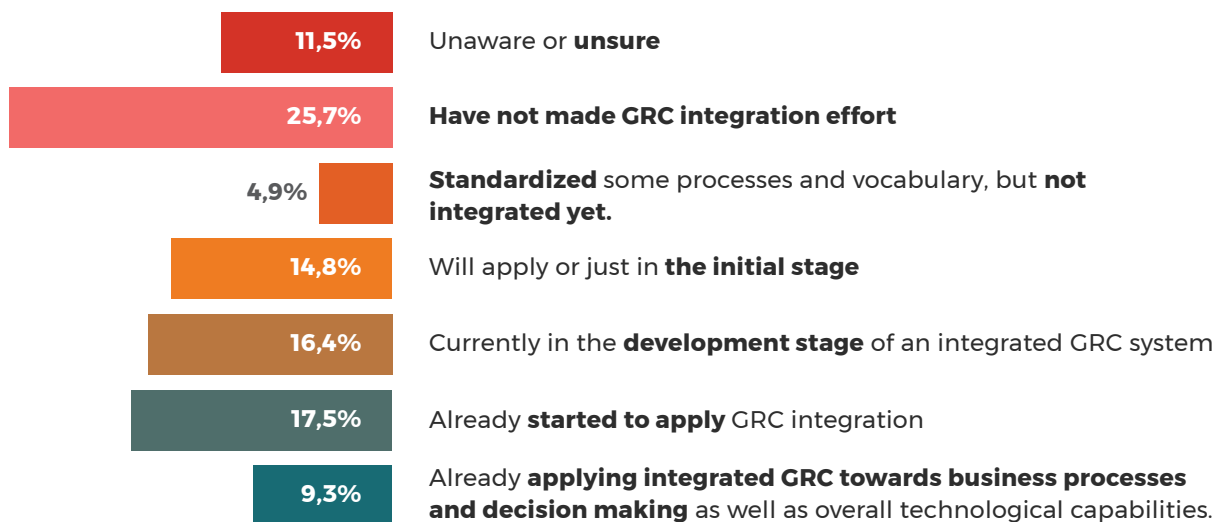 11,5% Unaware or unsure
25,7% Have not made GRC integration effort
4,9% Standardized some processes and vocabulary, but not
integrated yet.
14,8% Will apply or just in the initial stage
16,4% Currently in the development stage of an integrated GRC system
17,5% Already started to apply GRC integration
9,3% Already applying integrated GRC towards business processes
and decision making as well as overall technological capabilities.